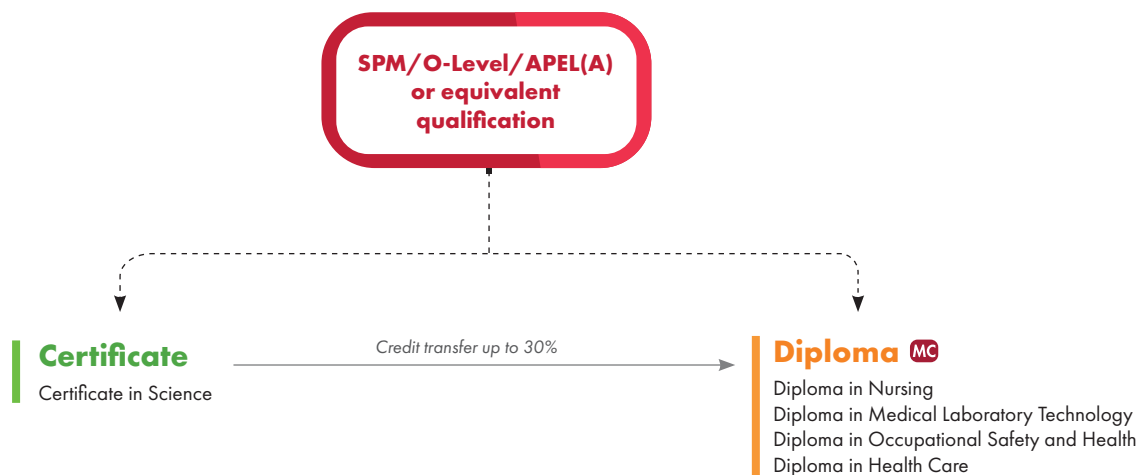 SPM/O-Level/APEL(A)
or equivalent
qualification
Certificate
Certificate in Science
Credit transfer up to 30%
Diploma MC
Diploma in Nursing
Diploma in Medical Laboratory Technology
Diploma in Occupational Safety and Health
Diploma in Health Care